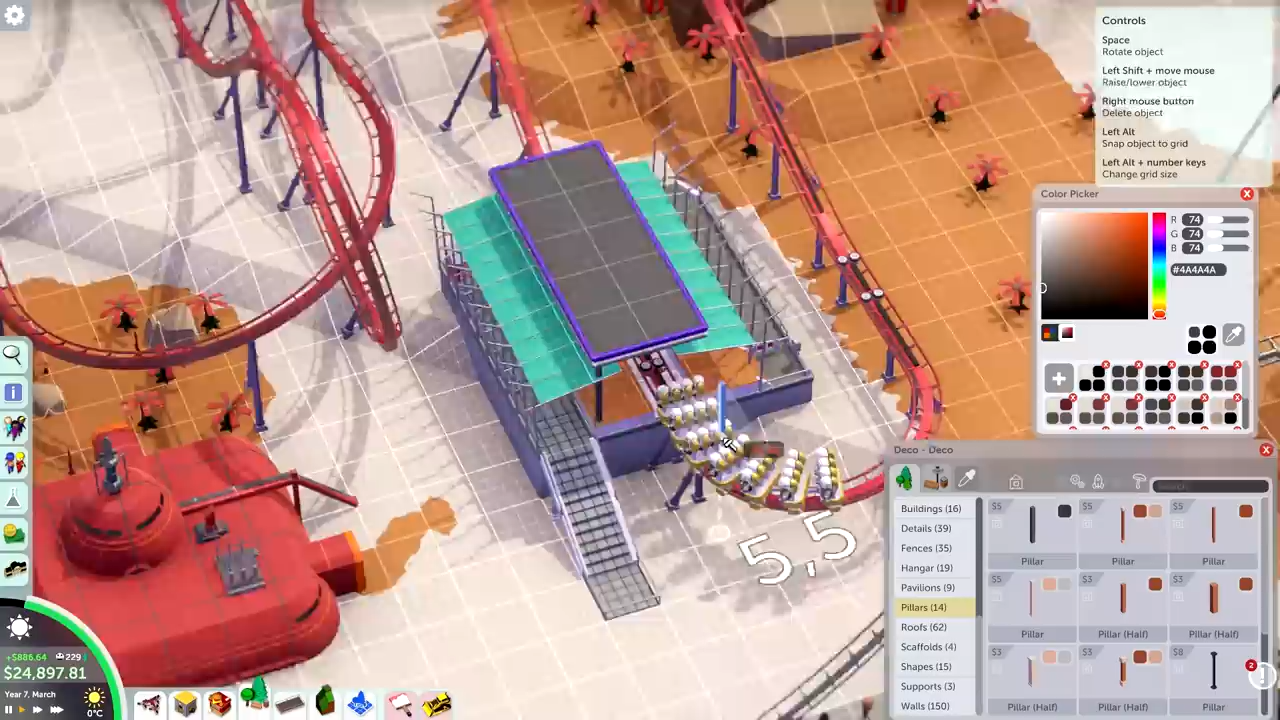 Controls
Space
Rotate object
Left Shift + move mouse
Raise/lower object
Right mouse button
Delete object
Left Alt
Snap object to grid
Left Alt + number keys
Change grid size
Color Picker
R 74
G 74
B 74
#4A4A4A
Deco - Deco
Buildings (16)
Details (39)
Fences (35)
Hangar (19)
Pavilions (9)
Pillars (14)
Roofs (62)
Scaffolds (4)
Shapes (15)
Supports (3)
Walls (150)
$5 $5 $5
Pillar Pillar Pillar
$5 $3 $3
Pillar Pillar (Half) Pillar (Half)
$3 $3 $8
Pillar (Half) Pillar (Half) Pillar
5,5
+$886.64 229
$24,897.81
Year 7, March
0°C
2